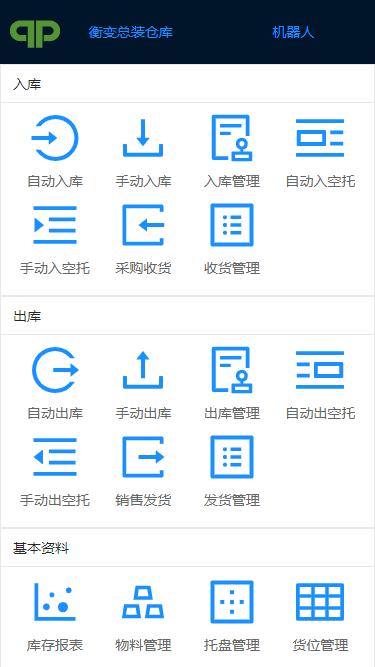 衡变总装仓库 机器人
入库
自动入库 手动入库 入库管理 自动入空托
手动入空托 采购收货 收货管理
出库
自动出库 手动出库 出库管理 自动出空托
手动出空托 销售发货 发货管理
基本资料
库存报表 物料管理 托盘管理 货位管理